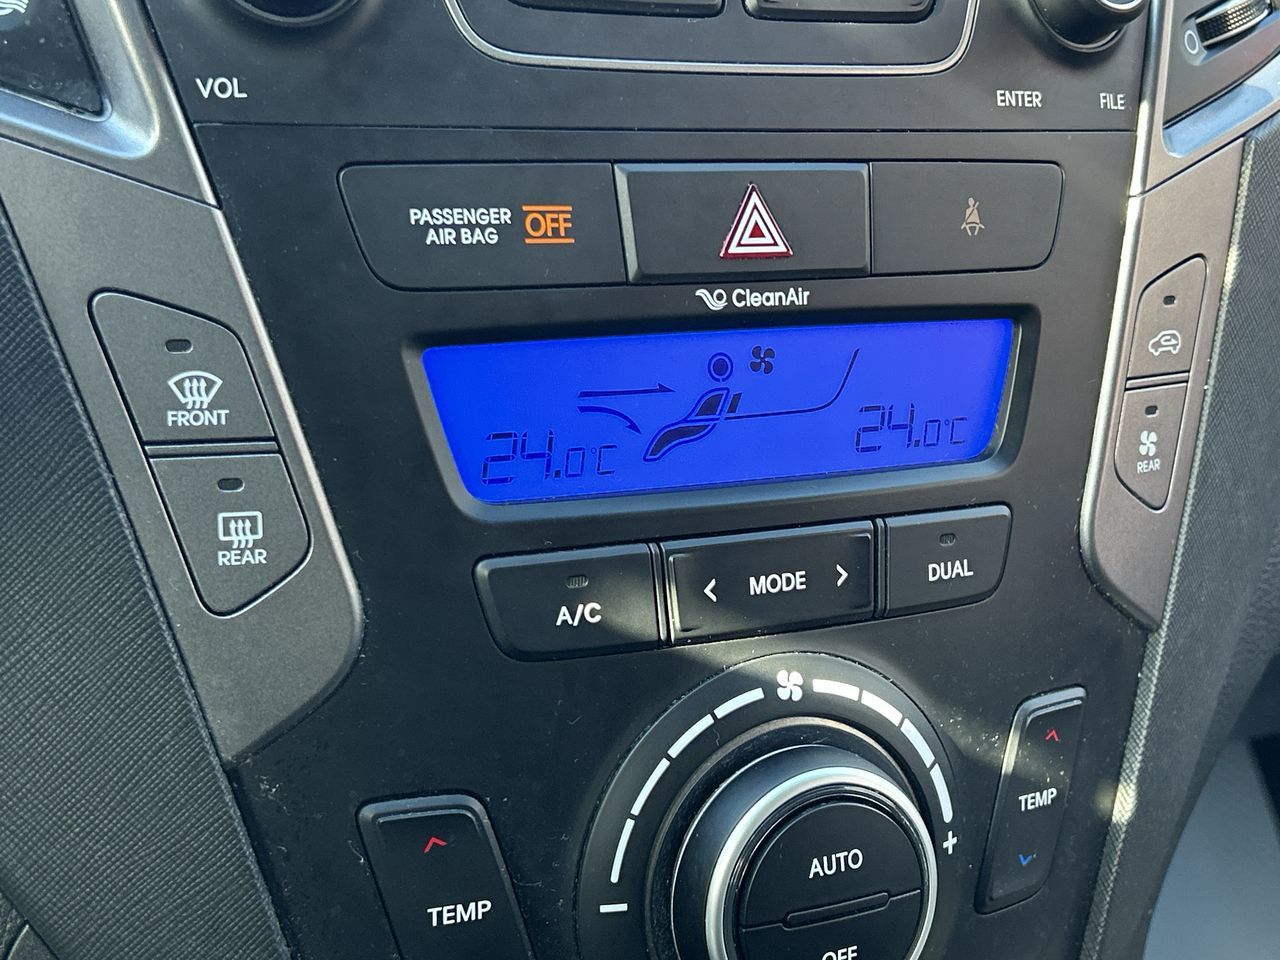 VOL
ENTER
FILE
PASSENGER
AIR BAG
OFF
CleanAir
24.0°C
24.0°C
FRONT
REAR
REAR
A/C
< MODE >
DUAL
TEMP
AUTO
OFF
TEMP